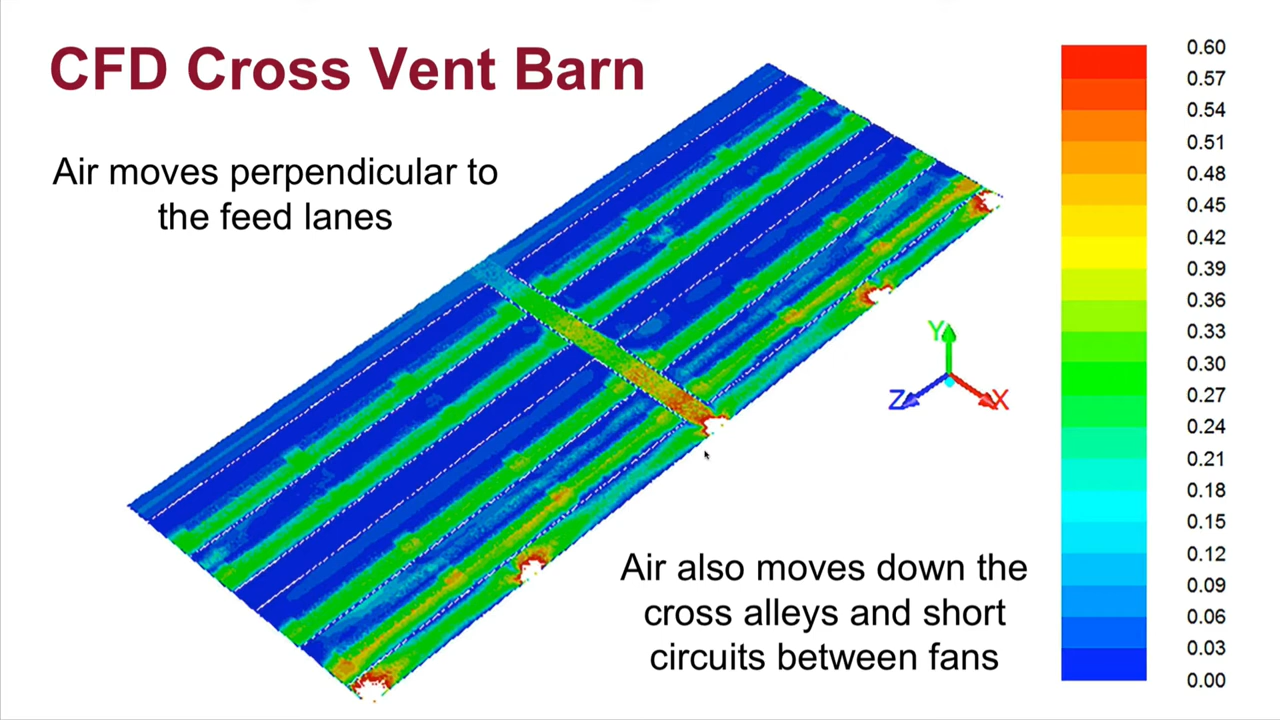 CFD Cross Vent Barn
Air moves perpendicular to
the feed lanes
Air also moves down the
cross alleys and short
circuits between fans
Y
Z
X
0.60
0.57
0.54
0.51
0.48
0.45
0.42
0.39
0.36
0.33
0.30
0.27
0.24
0.21
0.18
0.15
0.12
0.09
0.06
0.03
0.00